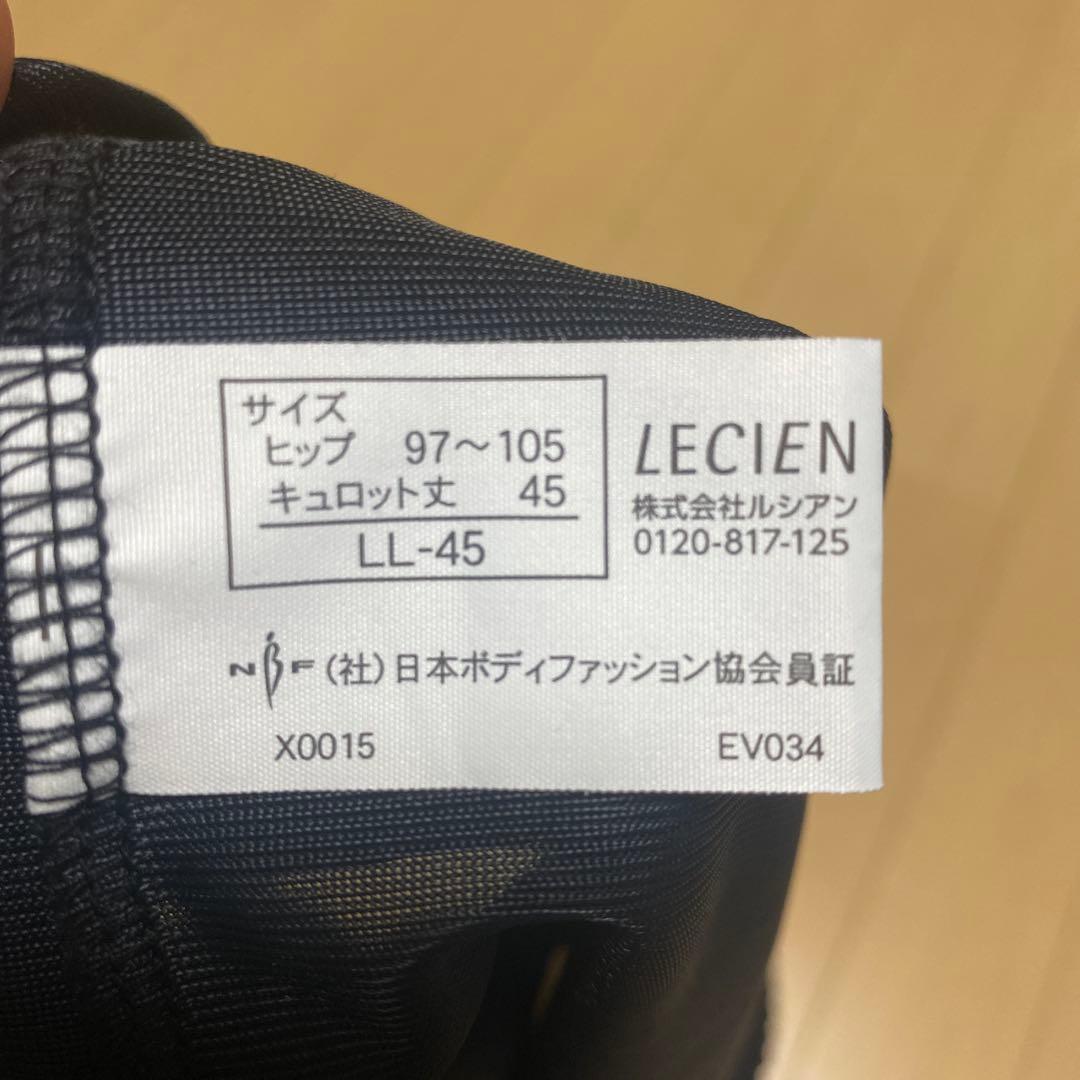 サイズ
ヒップ 97～105
キュロット丈 45
LL-45
LECIEN
株式会社ルシアン
0120-817-125
NBF (社)日本ボディファッション協会員証
X0015 EV034